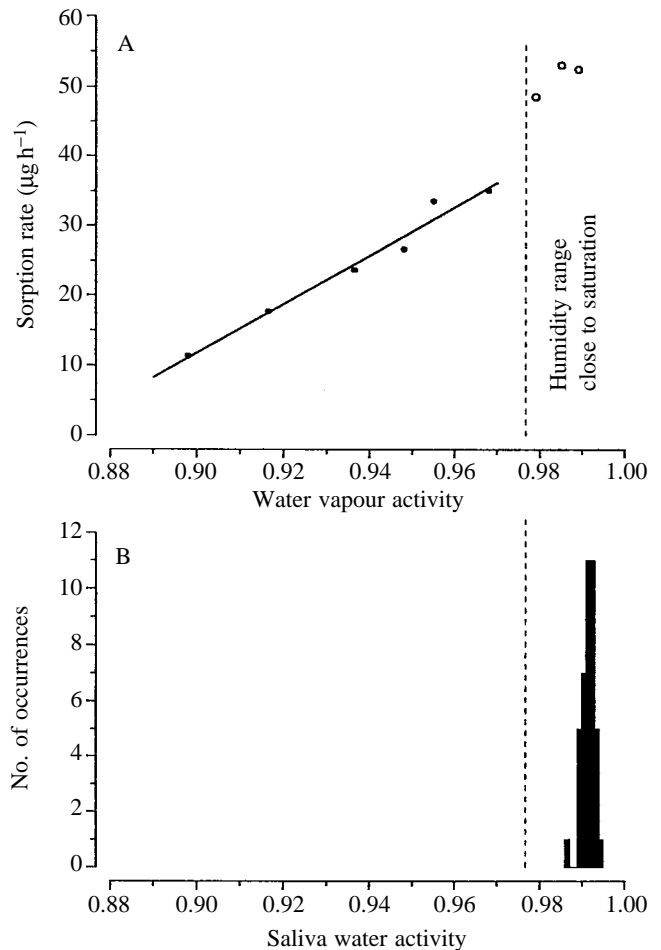 A
60
50
40
30
20
10
0
Sorption rate (µg h⁻¹)
Humidity range
close to saturation
0.88 0.90 0.92 0.94 0.96 0.98 1.00
Water vapour activity
B
12
10
8
6
4
2
0
No. of occurrences
0.88 0.90 0.92 0.94 0.96 0.98 1.00
Saliva water activity